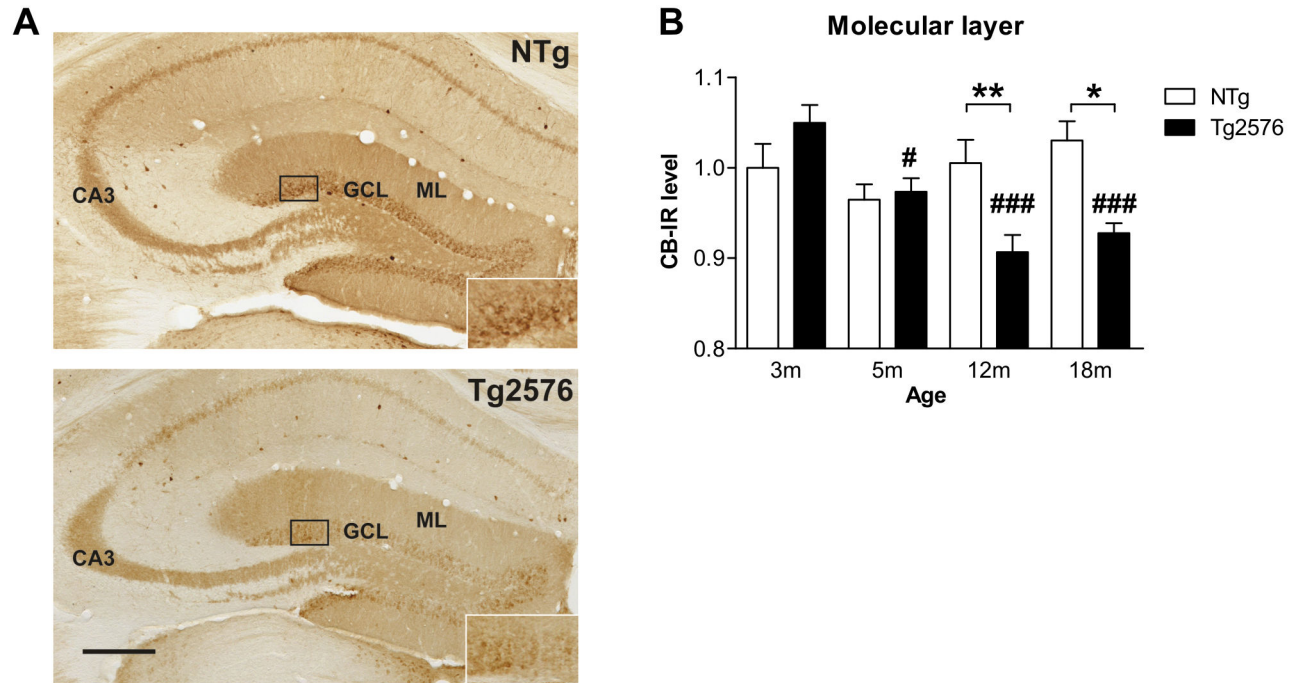 A
NTg
CA3
GCL
ML
Tg2576
CA3
GCL
ML
B
Molecular layer
CB-IR level
1.1
1.0
0.9
0.8
**
*
#
###
###
3m
5m
12m
18m
Age
NTg
Tg2576